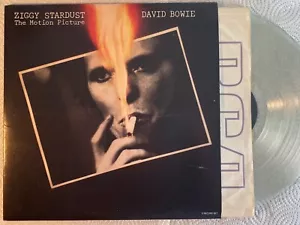 ZIGGY STARDUST
The Motion Picture
DAVID BOWIE
RCA